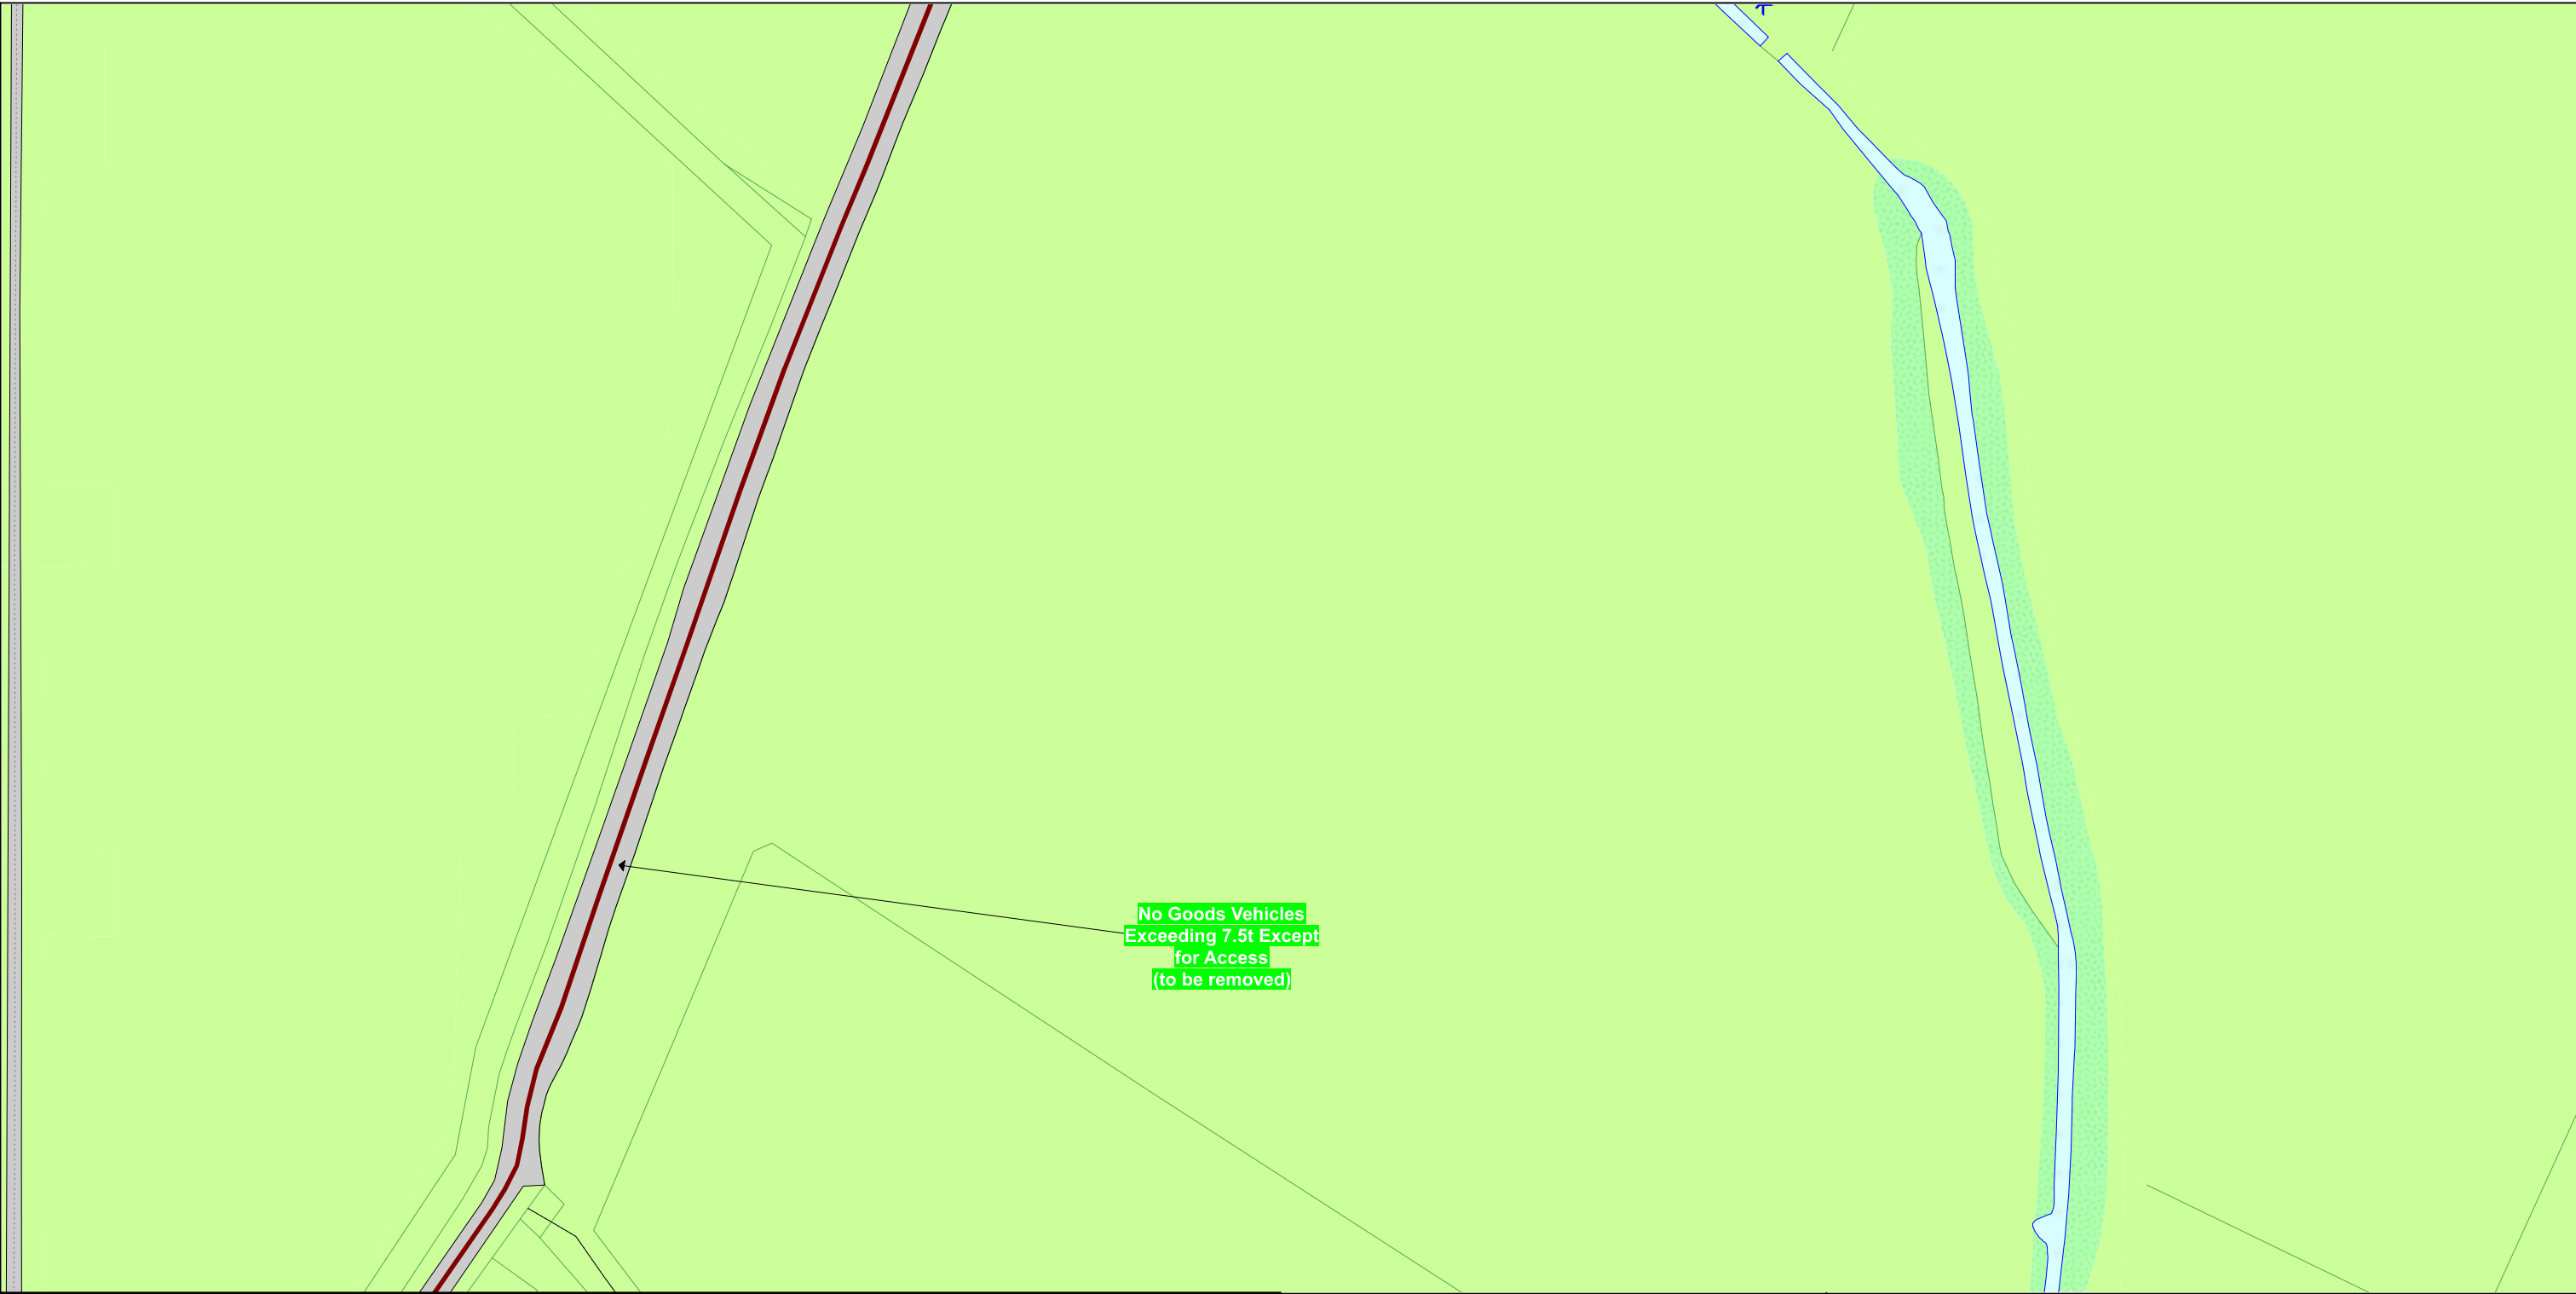 No Goods Vehicles
Exceeding 7.5t Except
for Access
(to be removed)